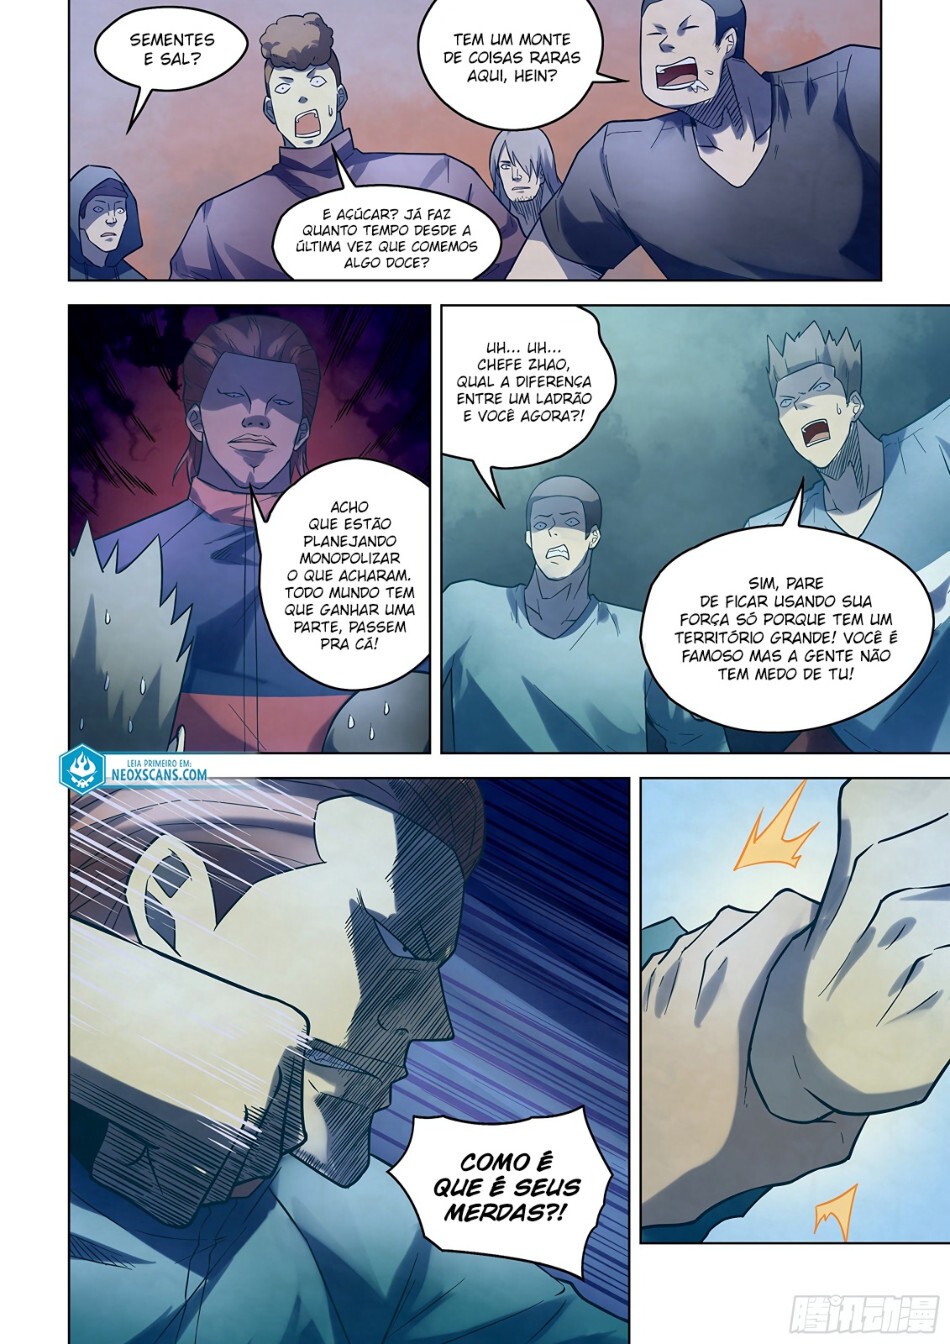 SEMENTES
E SAL?
TEM UM MONTE
DE COISAS RARAS
AQUI, HEIN?
E AÇÚCAR? JÁ FAZ
QUANTO TEMPO DESDE A
ÚLTIMA VEZ QUE COMEMOS
ALGO DOCE?
ACHO
QUE ESTÃO
PLANEJANDO
MONOPOLIZAR
O QUE ACHARAM.
TODO MUNDO TEM
QUE GANHAR UMA
PARTE, PASSEM
PRA CÁ!
UH... UH...
CHEFE ZHAO,
QUAL A DIFERENÇA
ENTRE UM LADRÃO
E VOCÊ AGORA?!
SIM, PARE
DE FICAR USANDO SUA
FORÇA SÓ PORQUE TEM UM
TERRITÓRIO GRANDE! VOCÊ É
FAMOSO MAS A GENTE NÃO
TEM MEDO DE TU!
LEIA PRIMEIRO EM:
NEOXSCANS.COM
COMO É
QUE É SEUS
MERDAS?!
腾讯动漫